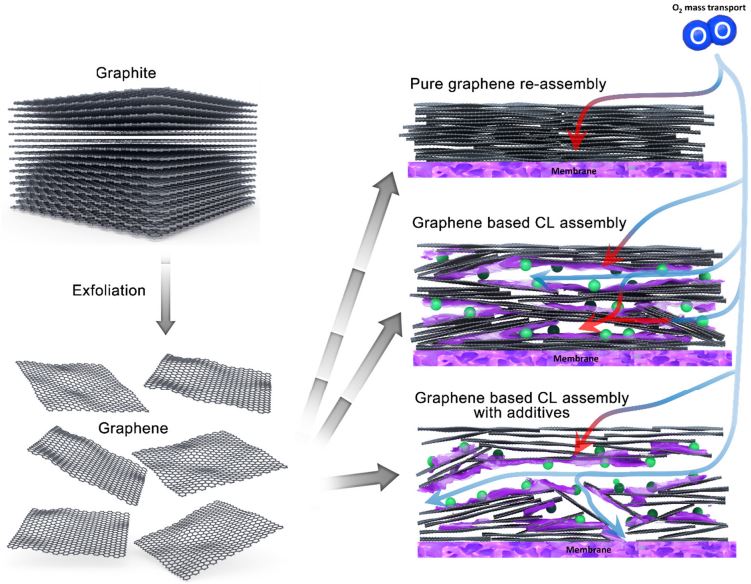 O₂ mass transport
O O
Graphite
Pure graphene re-assembly
Membrane
Graphene based CL assembly
Exfoliation
Membrane
Graphene based CL assembly
with additives
Graphene
Membrane